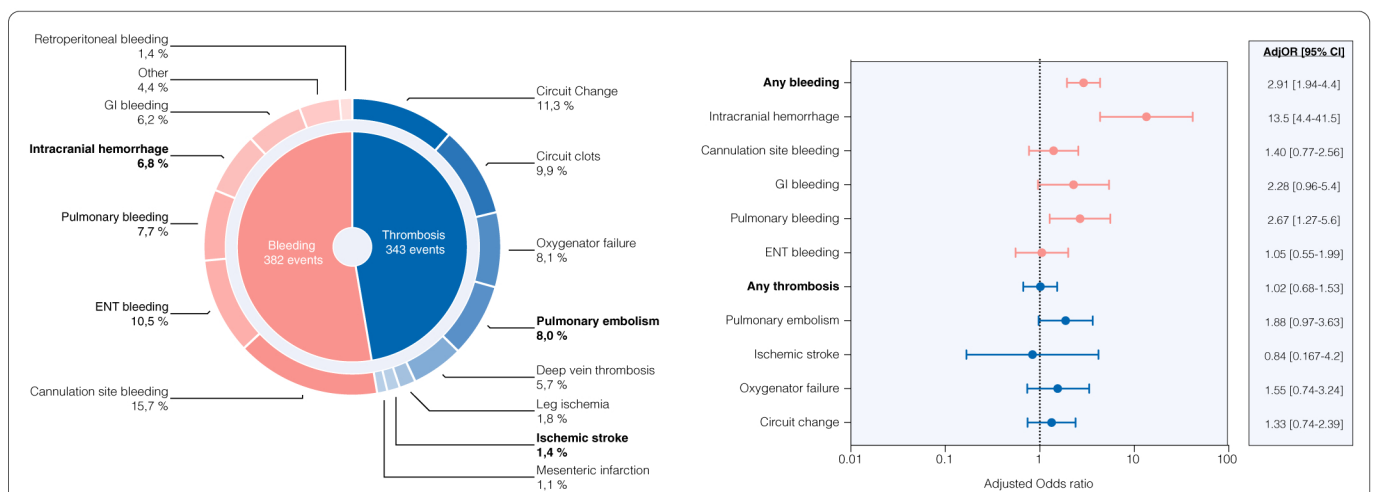 Retroperitoneal bleeding
1,4 %
Other
4,4 %
GI bleeding
6,2 %
Intracranial hemorrhage
6,8 %
Pulmonary bleeding
7,7 %
ENT bleeding
10,5 %
Cannulation site bleeding
15,7 %
Bleeding
382 events
Thrombosis
343 events
Circuit Change
11,3 %
Circuit clots
9,9 %
Oxygenator failure
8,1 %
Pulmonary embolism
8,0 %
Deep vein thrombosis
5,7 %
Leg ischemia
1,8 %
Ischemic stroke
1,4 %
Mesenteric infarction
1,1 %
AdjOR [95% CI]
Any bleeding 2.91 [1.94-4.4]
Intracranial hemorrhage 13.5 [4.4-41.5]
Cannulation site bleeding 1.40 [0.77-2.56]
GI bleeding 2.28 [0.96-5.4]
Pulmonary bleeding 2.67 [1.27-5.6]
ENT bleeding 1.05 [0.55-1.99]
Any thrombosis 1.02 [0.68-1.53]
Pulmonary embolism 1.88 [0.97-3.63]
Ischemic stroke 0.84 [0.167-4.2]
Oxygenator failure 1.55 [0.74-3.24]
Circuit change 1.33 [0.74-2.39]
0.01 0.1 1 10 100
Adjusted Odds ratio